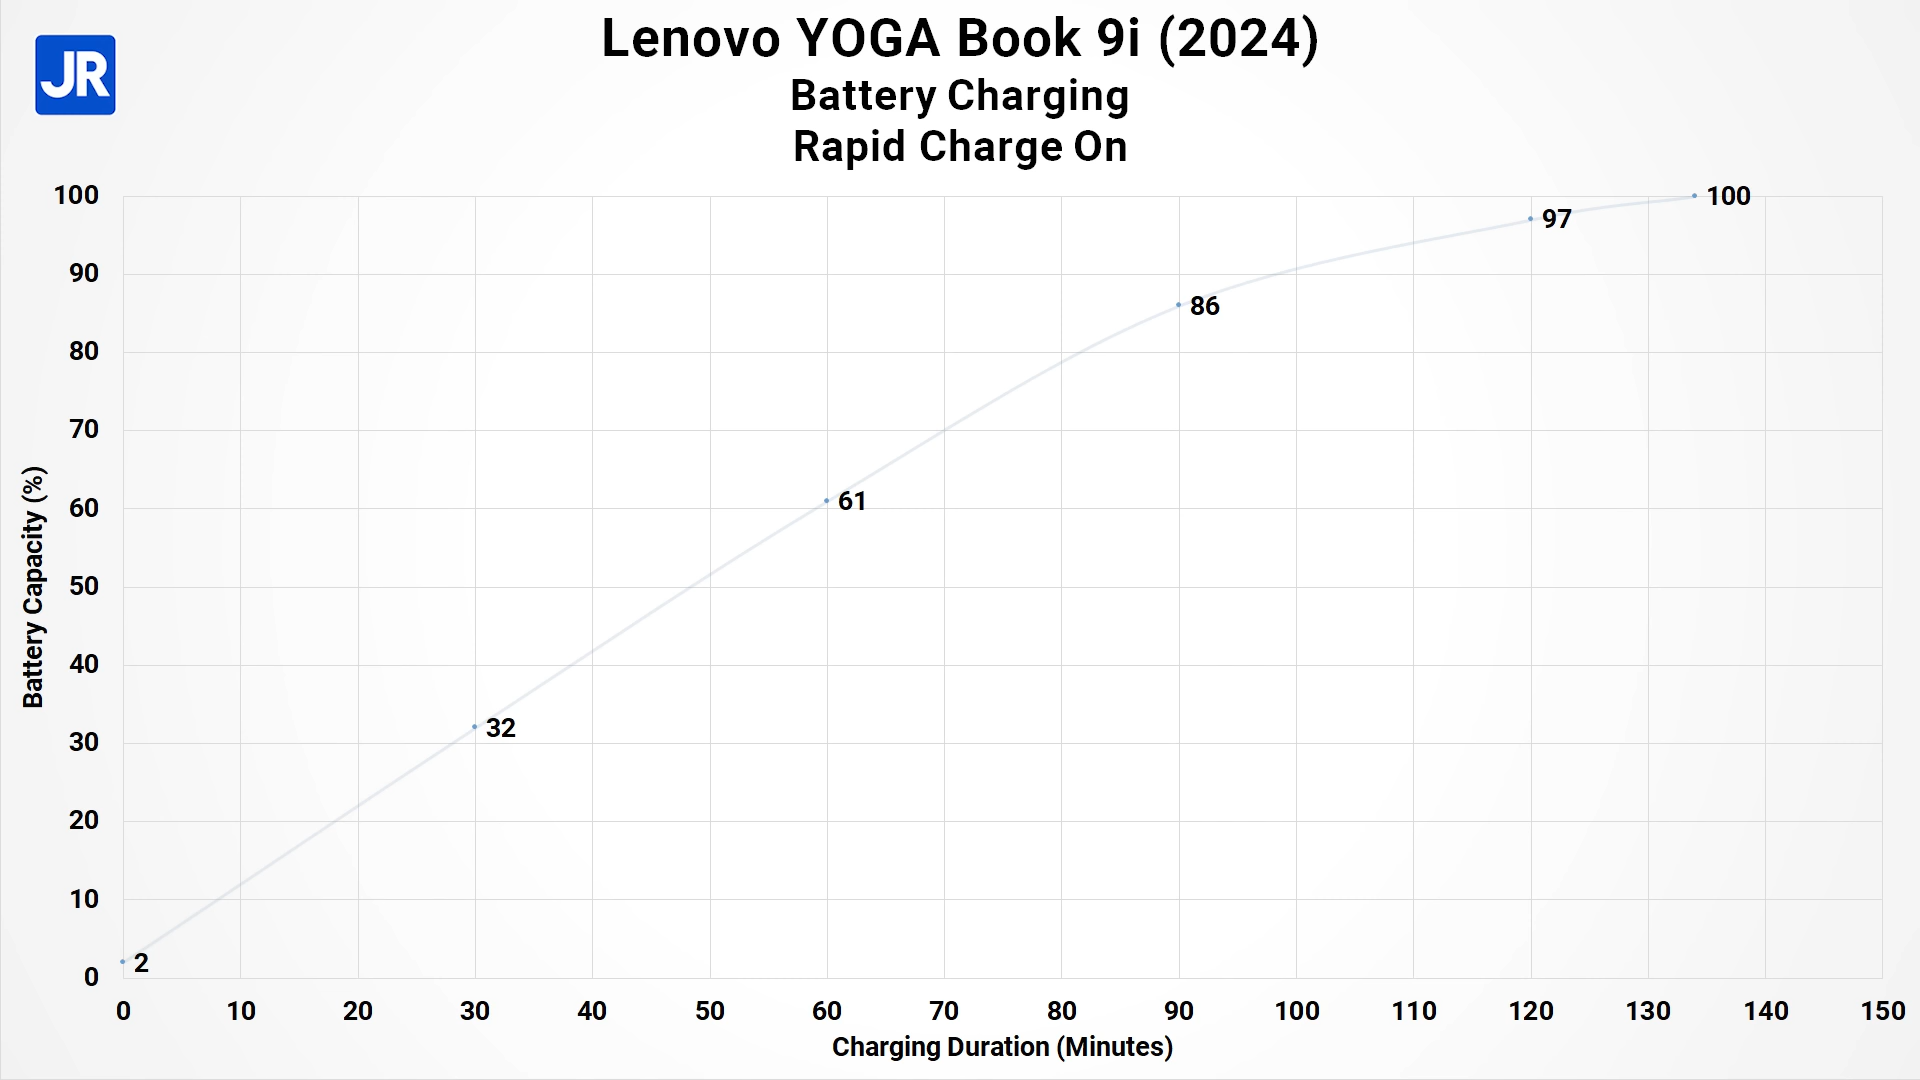 JR
Lenovo YOGA Book 9i (2024)
Battery Charging
Rapid Charge On
100
90
80
70
60
50
40
30
20
10
0
Battery Capacity (%)
2
32
61
86
97
100
0 10 20 30 40 50 60 70 80 90 100 110 120 130 140 150
Charging Duration (Minutes)